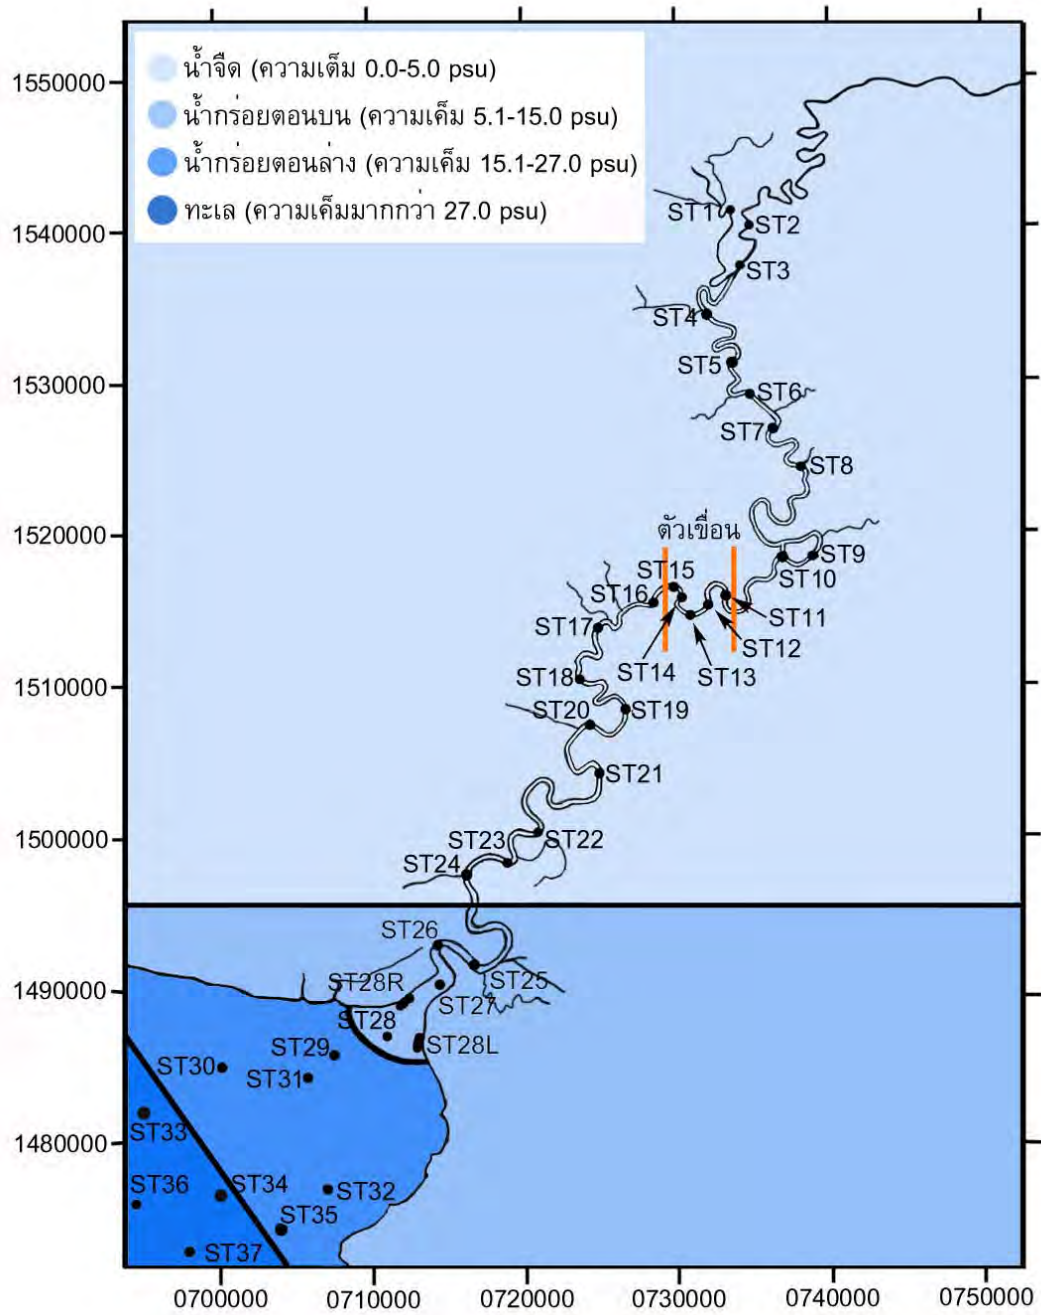 น้ำจืด (ความเต็ม 0.0-5.0 psu)
น้ำกร่อยตอนบน (ความเค็ม 5.1-15.0 psu)
น้ำกร่อยตอนล่าง (ความเค็ม 15.1-27.0 psu)
ทะเล (ความเค็มมากกว่า 27.0 psu)
1550000
1540000
1530000
1520000
1510000
1500000
1490000
1480000
ST1
ST2
ST3
ST4
ST5
ST6
ST7
ST8
ตัวเขื่อน
ST9
ST10
ST15
ST16
ST11
ST17
ST12
ST14
ST13
ST18
ST20
ST19
ST21
ST23
ST22
ST24
ST26
ST28R
ST25
ST27
ST28
ST28L
ST29
ST30
ST31
ST33
ST36
ST34
ST32
ST35
ST37
0700000
0710000
0720000
0730000
0740000
0750000